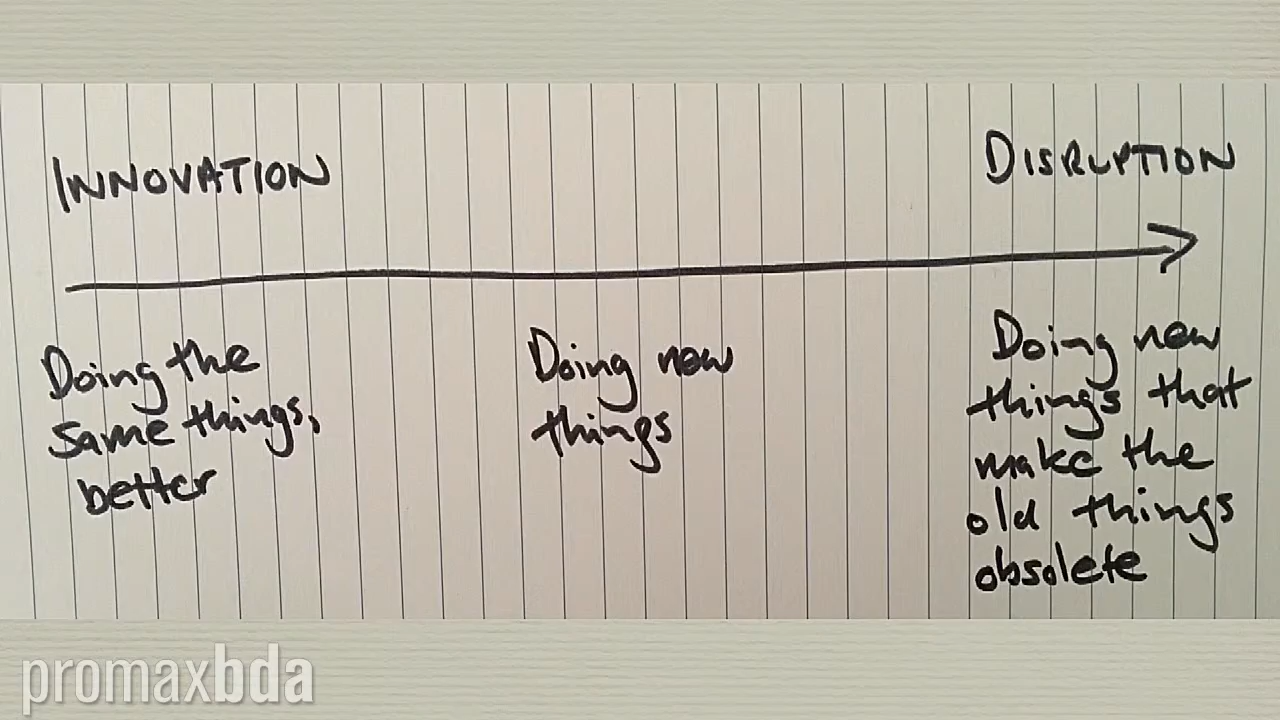 INNOVATION
DISRUPTION
Doing the
same things,
better
Doing new
things
Doing new
things that
make the
old things
obsolete
promaxbda